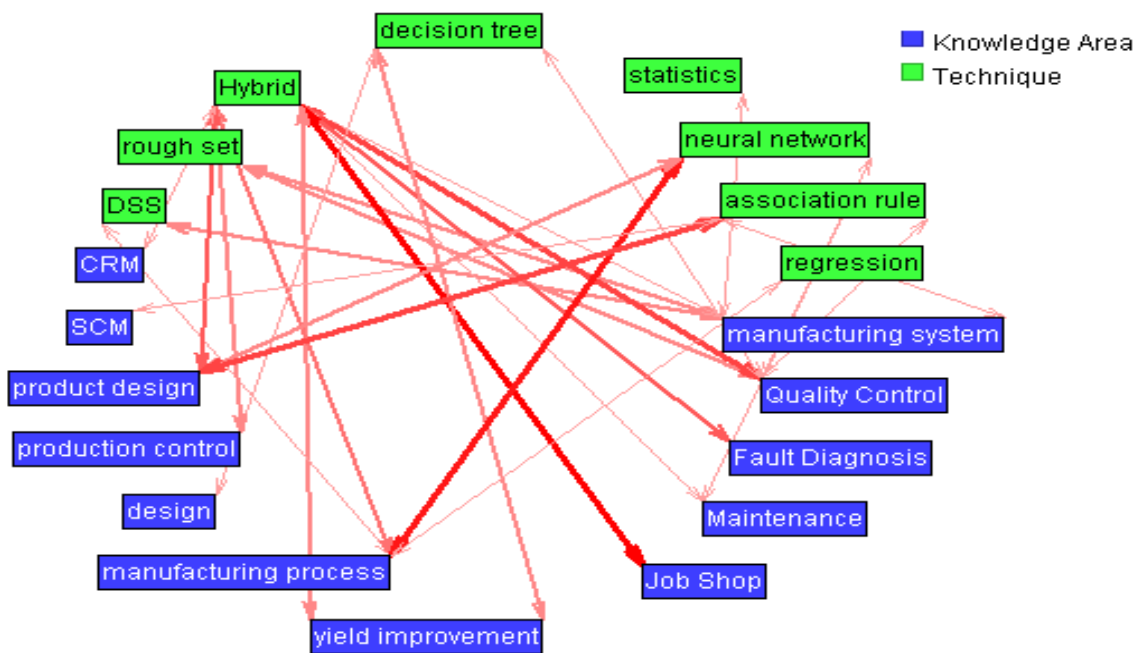 decision tree
Knowledge Area
statistics
Technique
Hybrid
neural network
rough set
association rule
DSS
CRM
regression
SCM
manufacturing system
product design
Quality Control
production control
Fault Diagnosis
design
Maintenance
manufacturing process
Job Shop
yield improvement